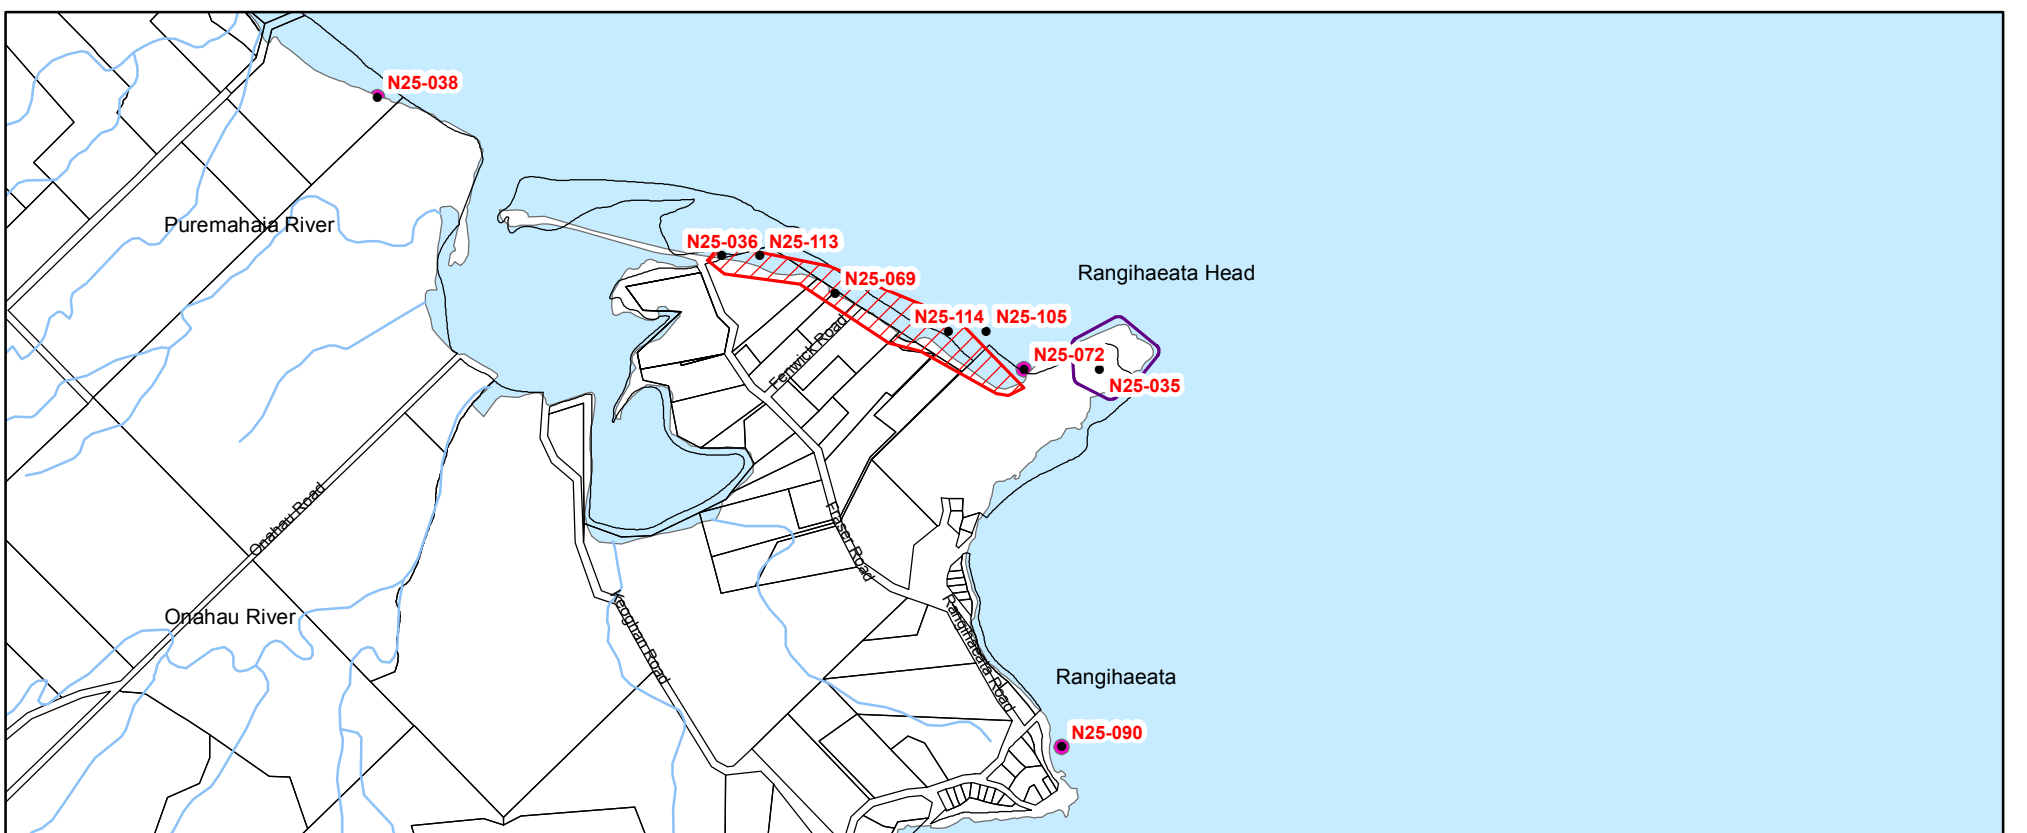 N25-038
Puremahaia River
N25-036
N25-113
Rangihaeata Head
N25-069
N25-114
N25-105
Fenwick Road
N25-072
N25-035
Onahau Road
Fraser Road
Onahau River
Keoghan Road
Rangihaeata Road
Rangihaeata
N25-090